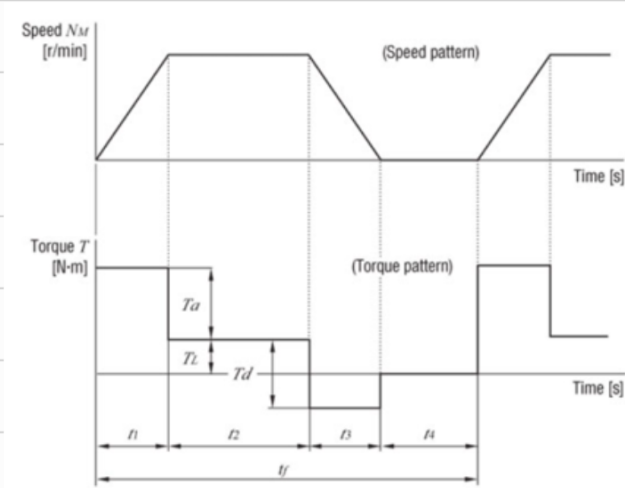 Speed NM
[r/min]
(Speed pattern)
Time [s]
Torque T
[N·m]
(Torque pattern)
Ta
TL
Td
Time [s]
t1
t2
t3
t4
tf